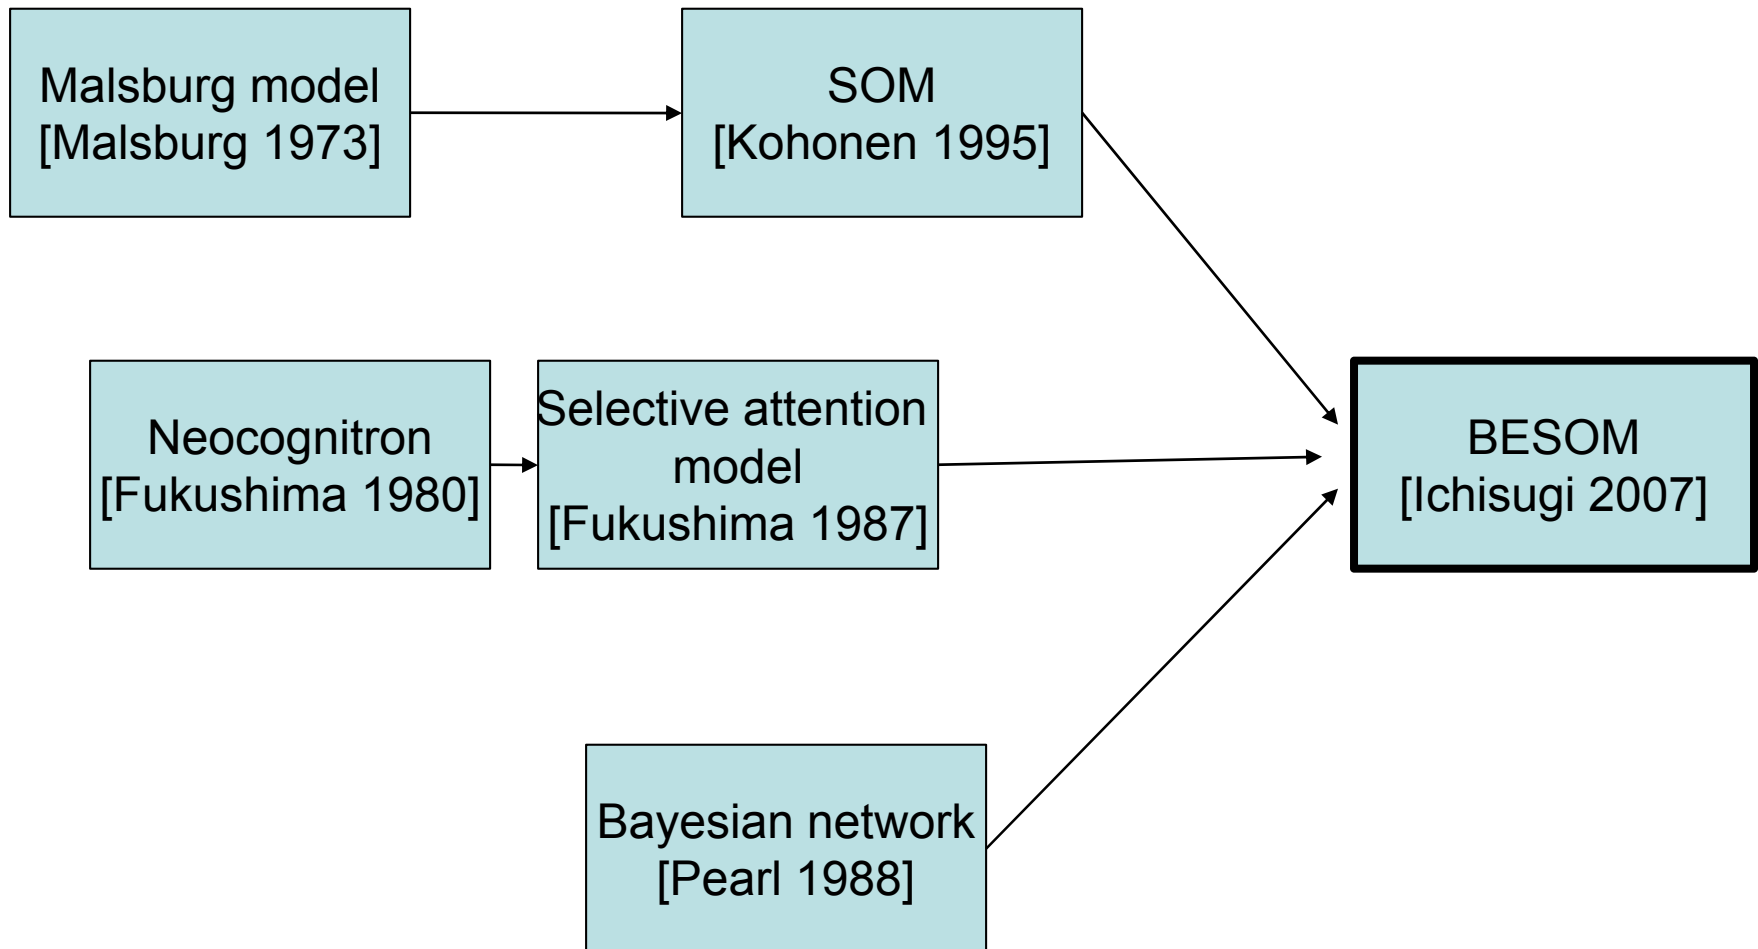 Malsburg model
[Malsburg 1973]
SOM
[Kohonen 1995]
Neocognitron
[Fukushima 1980]
Selective attention
model
[Fukushima 1987]
BESOM
[Ichisugi 2007]
Bayesian network
[Pearl 1988]